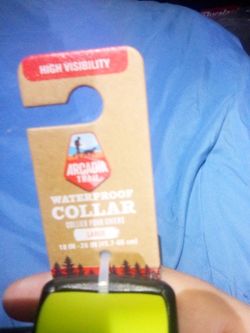 HIGH VISIBILITY
ARCADIA
TRAIL
WATERPROOF
COLLAR
LARGE